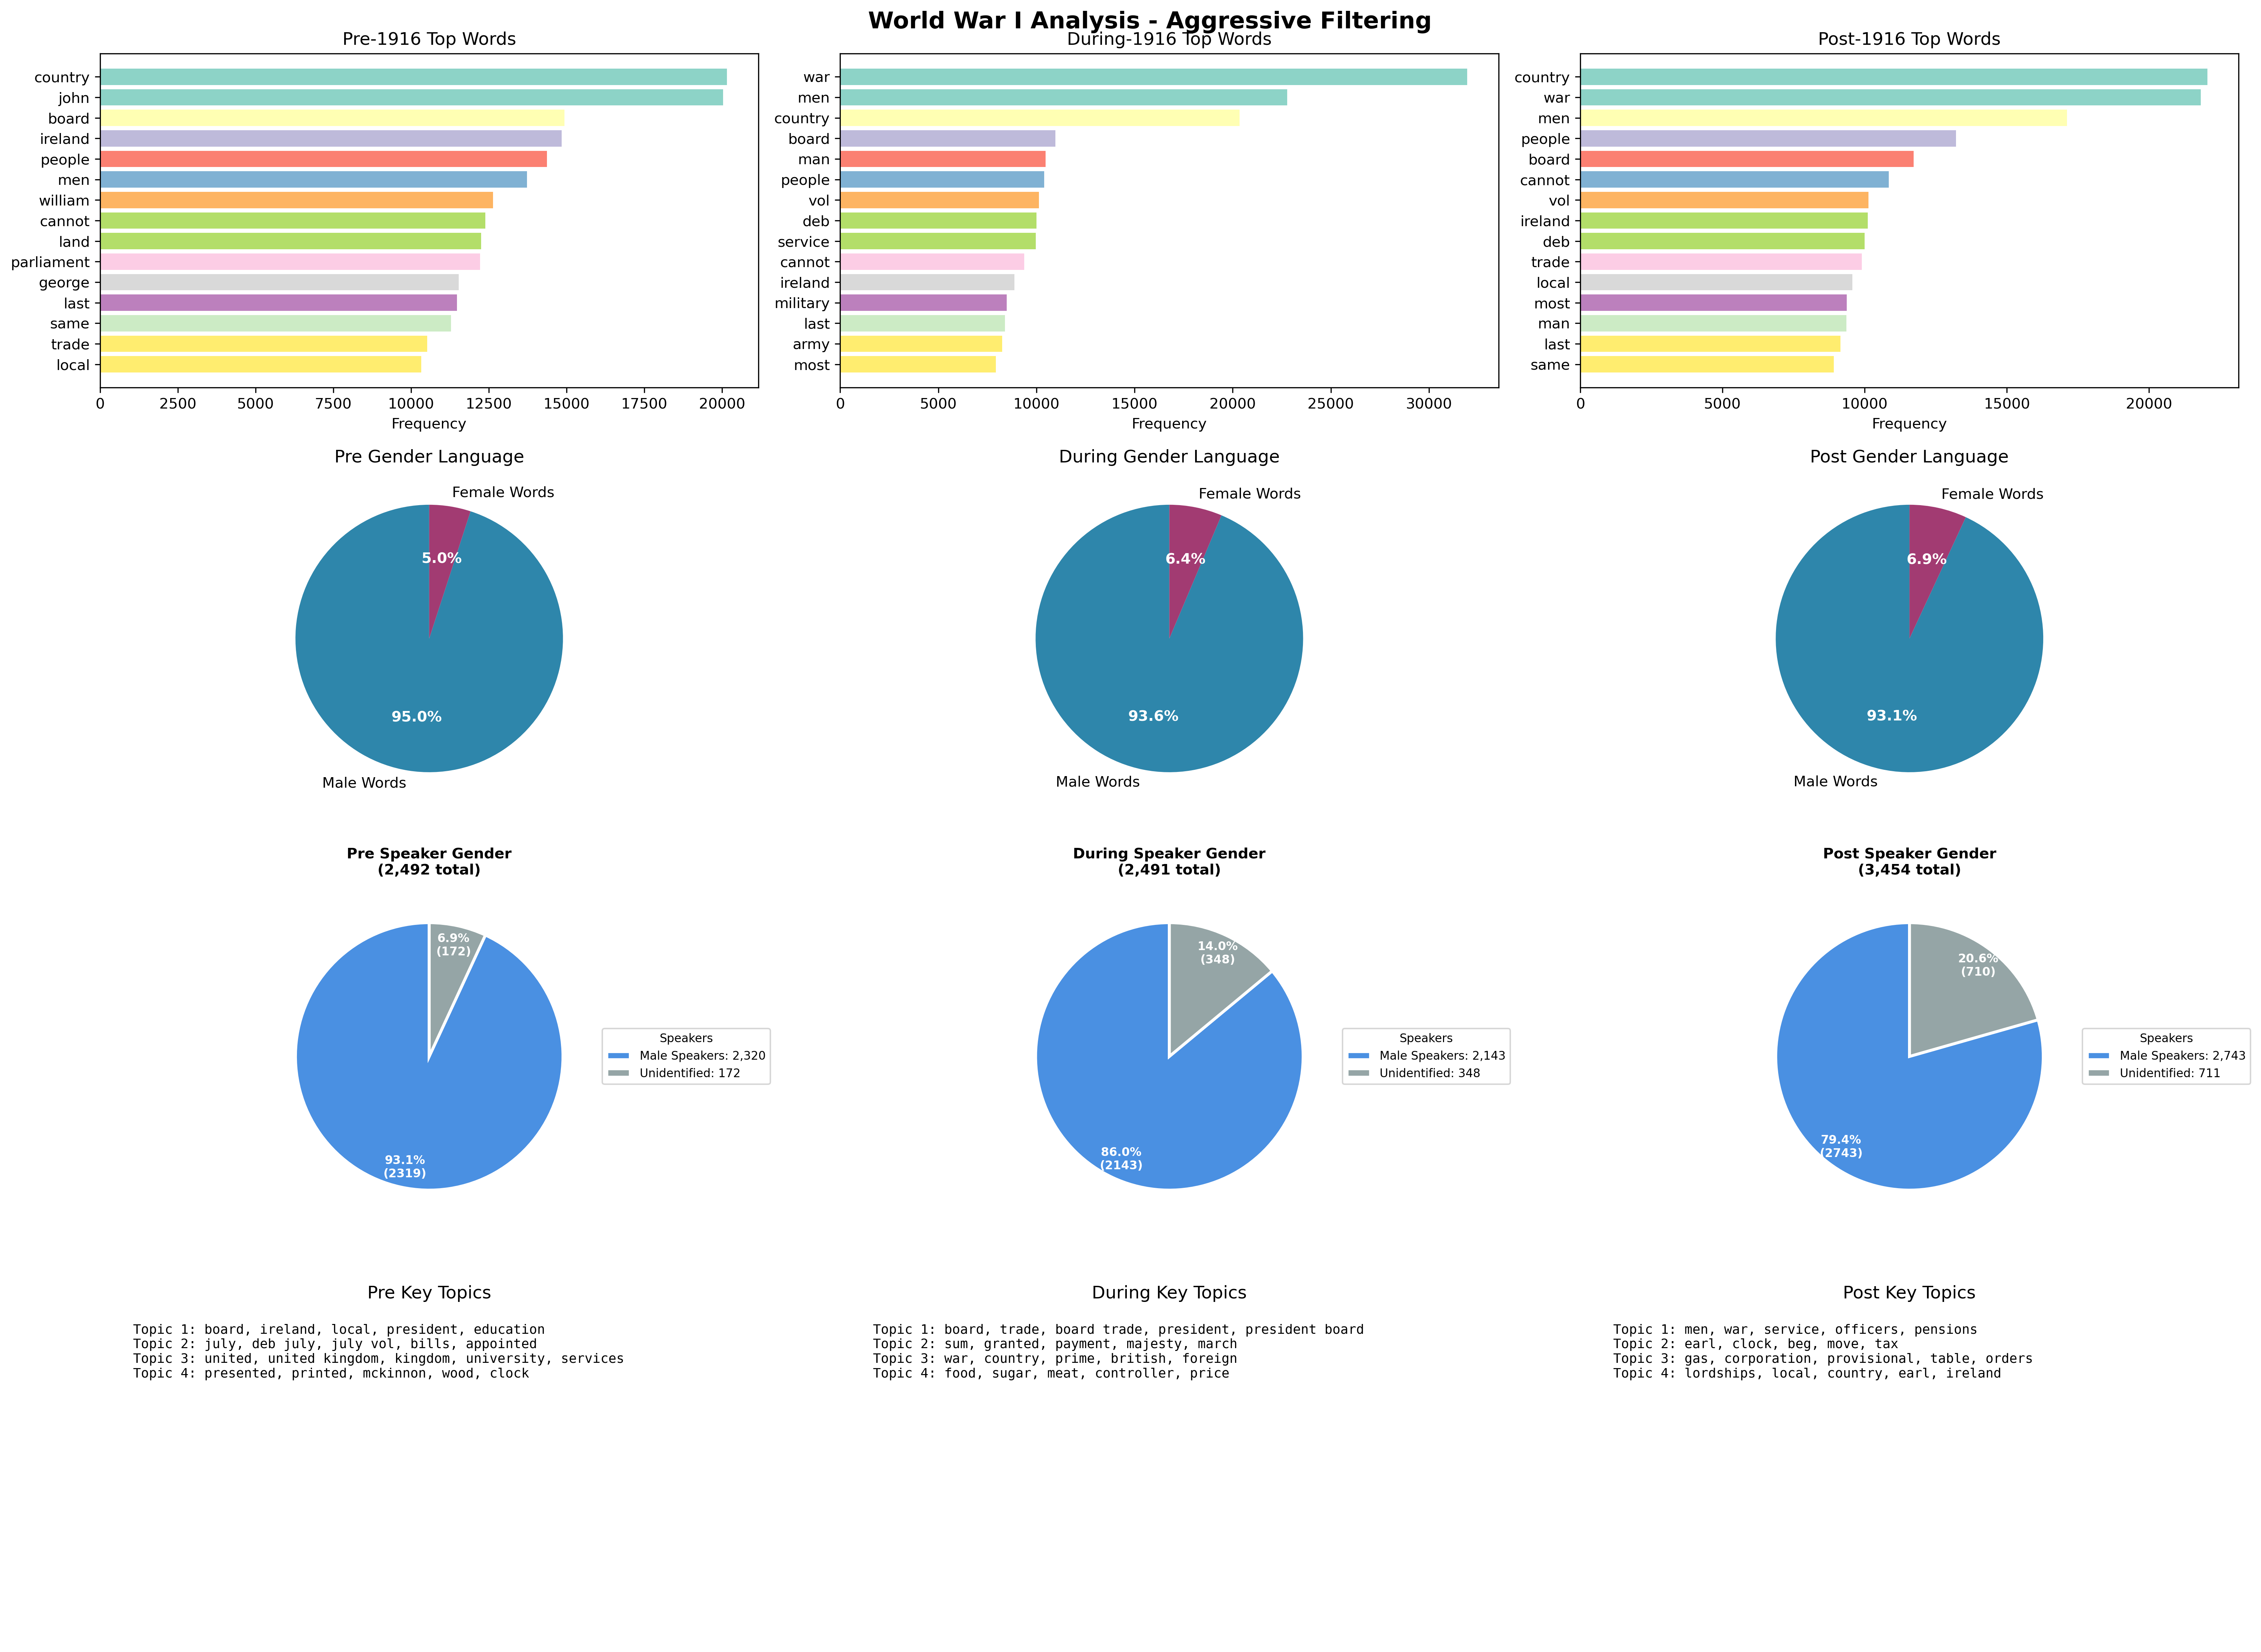 World War I Analysis - Aggressive Filtering
Pre-1916 Top Words
country
john
board
ireland
people
men
william
cannot
land
parliament
george
last
same
trade
local
0 2500 5000 7500 10000 12500 15000 17500 20000
Frequency
During-1916 Top Words
war
men
country
board
man
people
vol
deb
service
cannot
ireland
military
last
army
most
0 5000 10000 15000 20000 25000 30000
Frequency
Post-1916 Top Words
country
war
men
people
board
cannot
vol
ireland
deb
trade
local
most
man
last
same
0 5000 10000 15000 20000
Frequency
Pre Gender Language
Female Words
5.0%
95.0%
Male Words
During Gender Language
Female Words
6.4%
93.6%
Male Words
Post Gender Language
Female Words
6.9%
93.1%
Male Words
Pre Speaker Gender
(2,492 total)
6.9%
(172)
93.1%
(2319)
Speakers
Male Speakers: 2,320
Unidentified: 172
During Speaker Gender
(2,491 total)
14.0%
(348)
86.0%
(2143)
Speakers
Male Speakers: 2,143
Unidentified: 348
Post Speaker Gender
(3,454 total)
20.6%
(710)
79.4%
(2743)
Speakers
Male Speakers: 2,743
Unidentified: 711
Pre Key Topics
Topic 1: board, ireland, local, president, education
Topic 2: july, deb july, july vol, bills, appointed
Topic 3: united, united kingdom, kingdom, university, services
Topic 4: presented, printed, mckinnon, wood, clock
During Key Topics
Topic 1: board, trade, board trade, president, president board
Topic 2: sum, granted, payment, majesty, march
Topic 3: war, country, prime, british, foreign
Topic 4: food, sugar, meat, controller, price
Post Key Topics
Topic 1: men, war, service, officers, pensions
Topic 2: earl, clock, beg, move, tax
Topic 3: gas, corporation, provisional, table, orders
Topic 4: lordships, local, country, earl, ireland